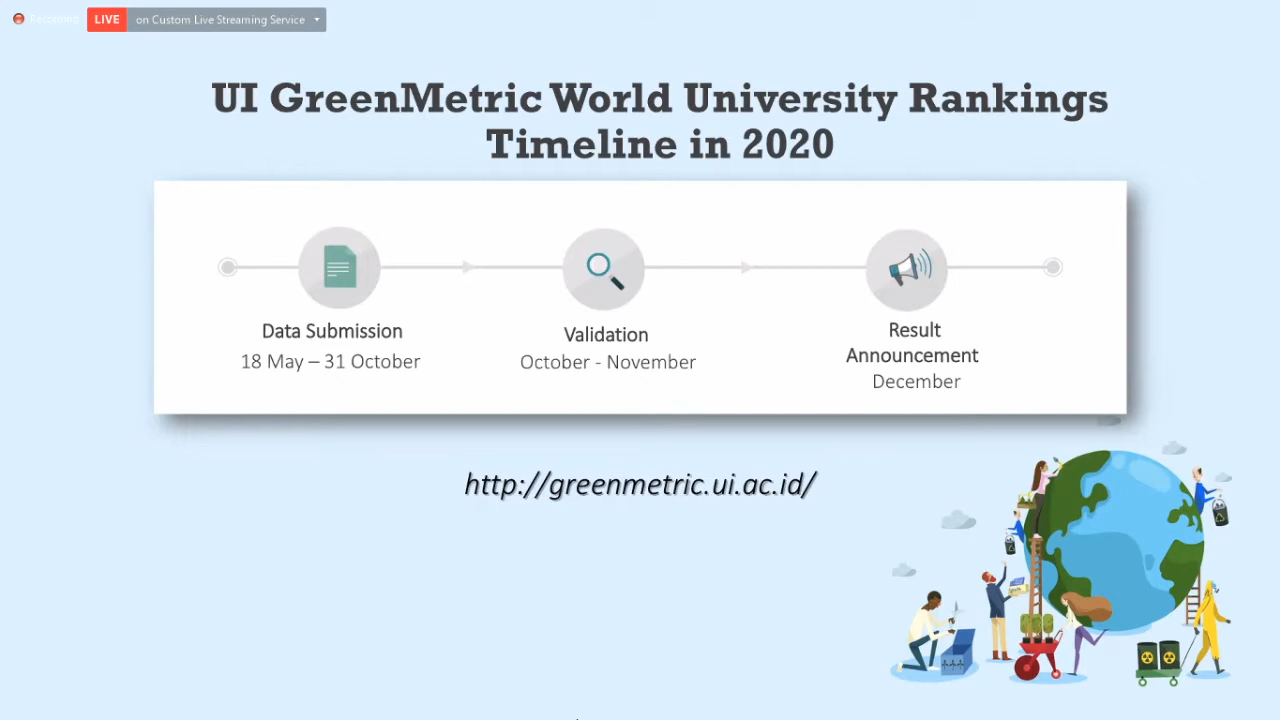 Recording
LIVE on Custom Live Streaming Service
UI GreenMetric World University Rankings
Timeline in 2020
Data Submission
18 May – 31 October
Validation
October - November
Result
Announcement
December
http://greenmetric.ui.ac.id/